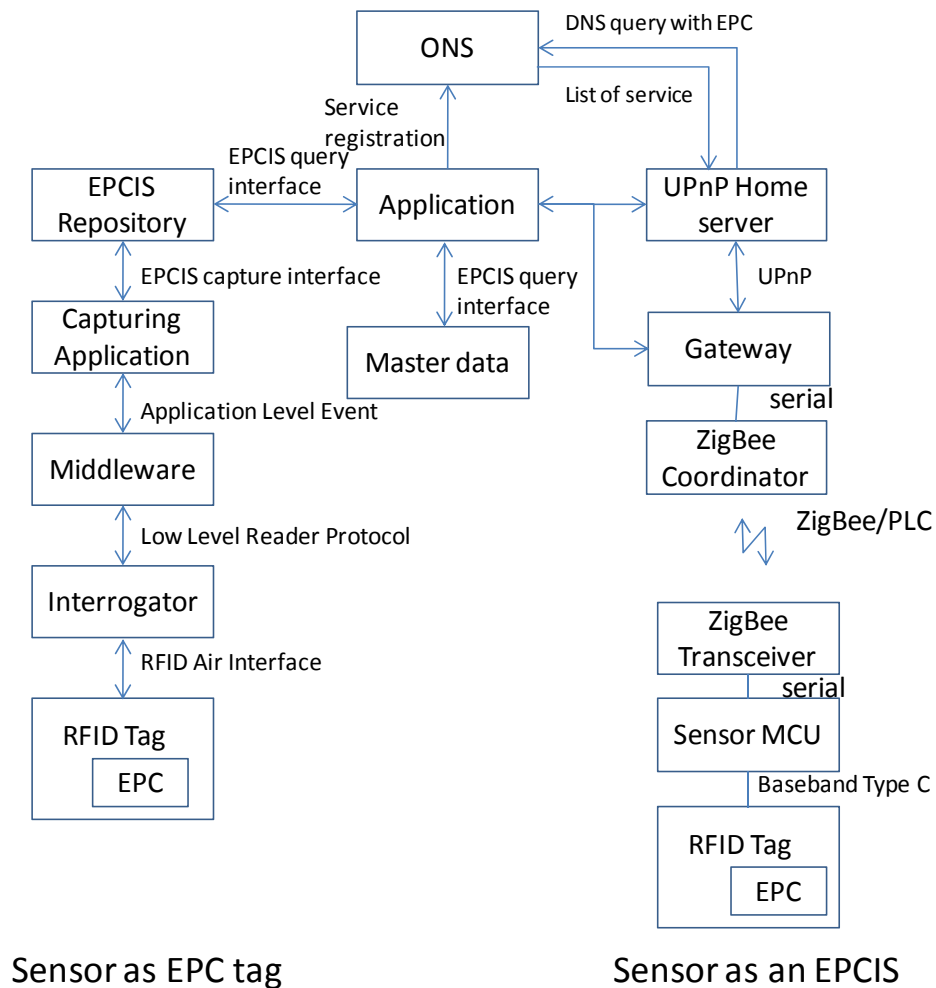 DNS query with EPC
ONS
List of service
Service
registration
EPCIS query
interface
EPCIS
Repository
Application
UPnP Home
server
EPCIS capture interface
EPCIS query
interface
UPnP
Capturing
Application
Master data
Gateway
serial
Application Level Event
ZigBee
Coordinator
Middleware
ZigBee/PLC
Low Level Reader Protocol
Interrogator
ZigBee
Transceiver
RFID Air Interface
serial
RFID Tag
EPC
Sensor MCU
Baseband Type C
RFID Tag
EPC
Sensor as EPC tag
Sensor as an EPCIS